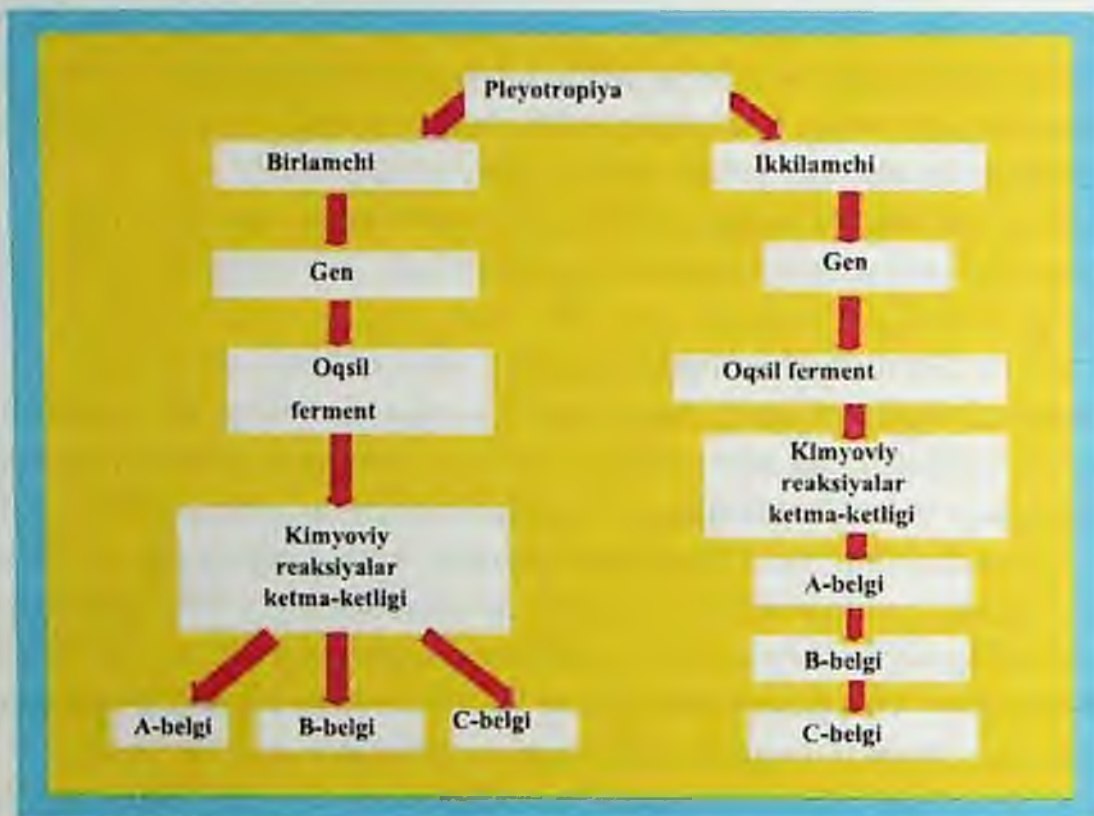 Pleyotropiya
Birlamchi
Gen
Oqsil
ferment
Kimyoviy
reaksiyalar
ketma-ketligi
A-belgi
B-belgi
C-belgi
Ikkilamchi
Gen
Oqsil ferment
Kimyoviy
reaksiyalar
ketma-ketligi
A-belgi
B-belgi
C-belgi